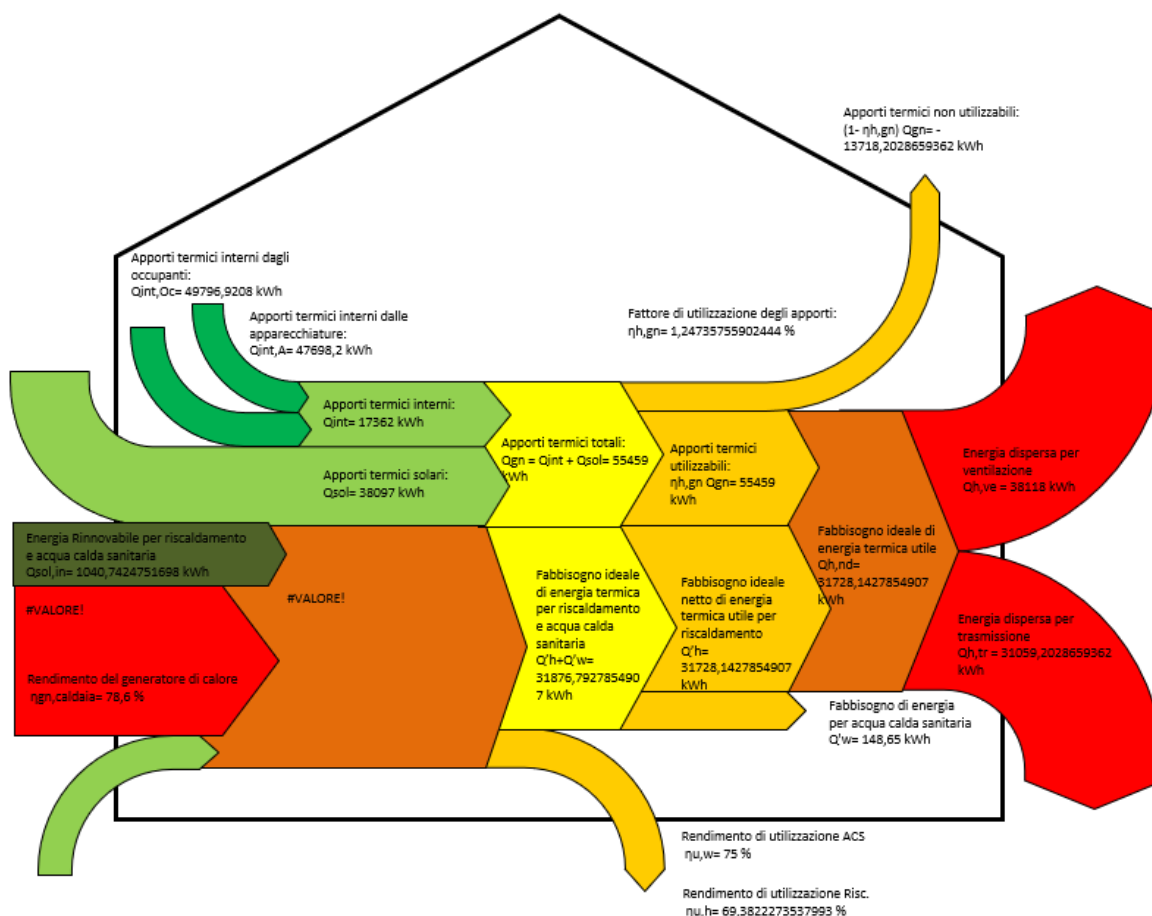 Apporti termici non utilizzabili:
(1- ηh,gn) Qgn= -
13718,2028659362 kWh
Apporti termici interni dagli
occupanti:
Qint,Oc= 49796,9208 kWh
Apporti termici interni dalle
apparecchiature:
Qint,A= 47698,2 kWh
Fattore di utilizzazione degli apporti:
ηh,gn= 1,24735755902444 %
Apporti termici interni:
Qint= 17362 kWh
Apporti termici solari:
Qsol= 38097 kWh
Apporti termici totali:
Qgn = Qint + Qsol= 55459
kWh
Apporti termici
utilizzabili:
ηh,gn Qgn= 55459
kWh
Energia dispersa per
ventilazione
Qh,ve = 38118 kWh
Energia Rinnovabile per riscaldamento
e acqua calda sanitaria
Qsol,in= 1040,7424751698 kWh
#VALORE!
Rendimento del generatore di calore
ηgn,caldaia= 78,6 %
#VALORE!
Fabbisogno ideale
di energia termica
per riscaldamento
e acqua calda
sanitaria
Q'h+Q'w=
31876,792785490
7 kWh
Fabbisogno ideale
netto di energia
termica utile per
riscaldamento
Q'h=
31728,1427854907
kWh
Fabbisogno ideale di
energia termica utile
Qh,nd=
31728,1427854907
kWh
Energia dispersa per
trasmissione
Qh,tr = 31059,2028659362
kWh
Fabbisogno di energia
per acqua calda sanitaria
Q'w= 148,65 kWh
Rendimento di utilizzazione ACS
ηu,w= 75 %
Rendimento di utilizzazione Risc.
ηu,h= 69,3822273537993 %